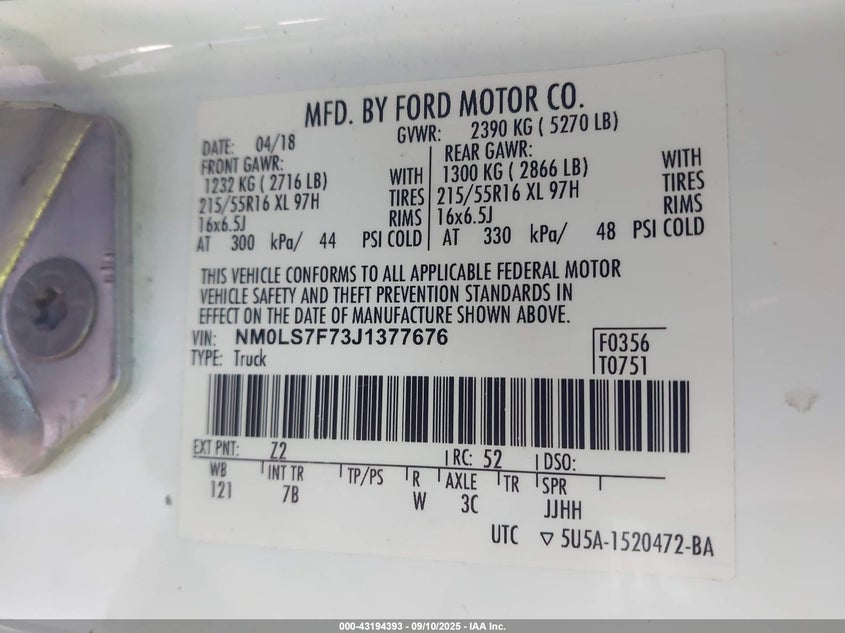 MFD. BY FORD MOTOR CO.
DATE: 04/18 GVWR: 2390 KG ( 5270 LB)
FRONT GAWR: REAR GAWR:
1232 KG ( 2716 LB) WITH 1300 KG ( 2866 LB) WITH
215/55R16 XL 97H TIRES 215/55R16 XL 97H TIRES
16x6.5J RIMS 16x6.5J RIMS
AT 300 kPa/ 44 PSI COLD AT 330 kPa/ 48 PSI COLD
THIS VEHICLE CONFORMS TO ALL APPLICABLE FEDERAL MOTOR
VEHICLE SAFETY AND THEFT PREVENTION STANDARDS IN
EFFECT ON THE DATE OF MANUFACTURE SHOWN ABOVE.
VIN: NM0LS7F73J1377676 F0356
TYPE: Truck T0751
EXT PNT: Z2 RC: 52 DSO:
WB INT TR TP/PS R AXLE TR SPR
121 7B W 3C JJHH
UTC ▽ 5U5A-1520472-BA
000-43194393 - 09/10/2025 - IAA Inc.